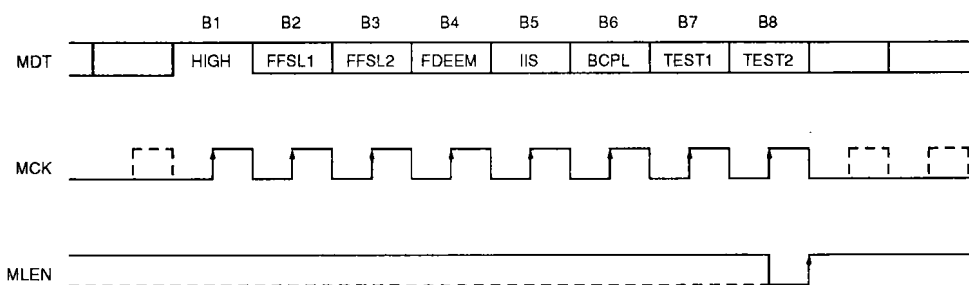 B1 B2 B3 B4 B5 B6 B7 B8
MDT HIGH FFSL1 FFSL2 FDEEM IIS BCPL TEST1 TEST2
MCK
MLEN